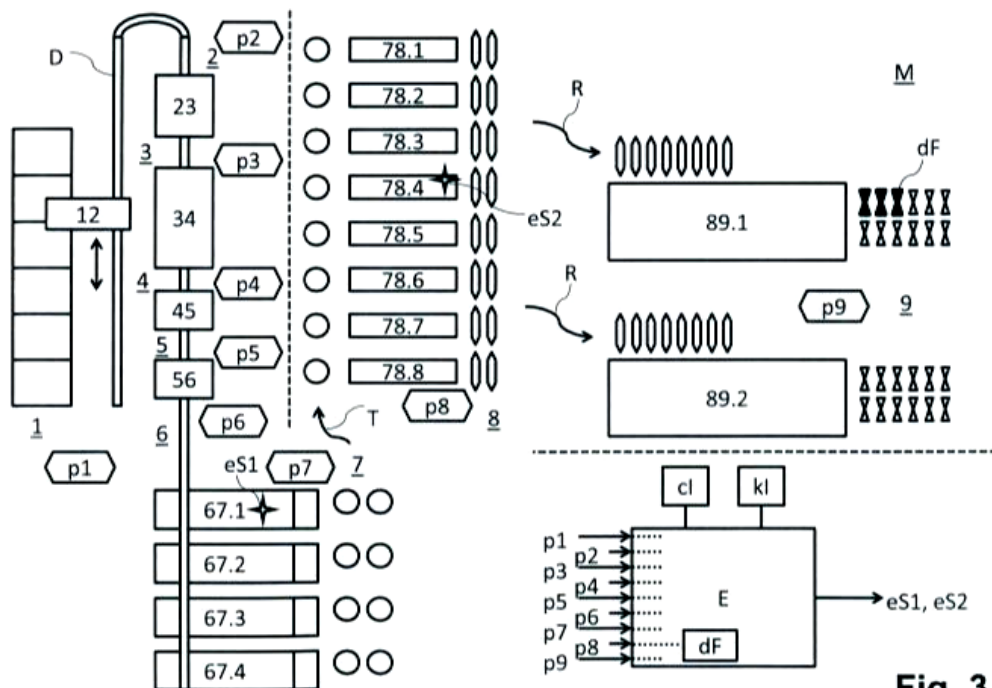 p2
78.1
D
2
M
23
78.2
R
3
p3
78.3
dF
12
34
78.4
eS2
89.1
78.5
4
p4
78.6
R
45
p9
9
5
p5
78.7
56
78.8
89.2
1
p6
p8
8
6
T
p1
eS1
p7
7
67.1
cl
kl
67.2
p1
p2
p3
p4
p5
E
eS1, eS2
67.3
p6
p7
p8
dF
p9
67.4
Fig. 3